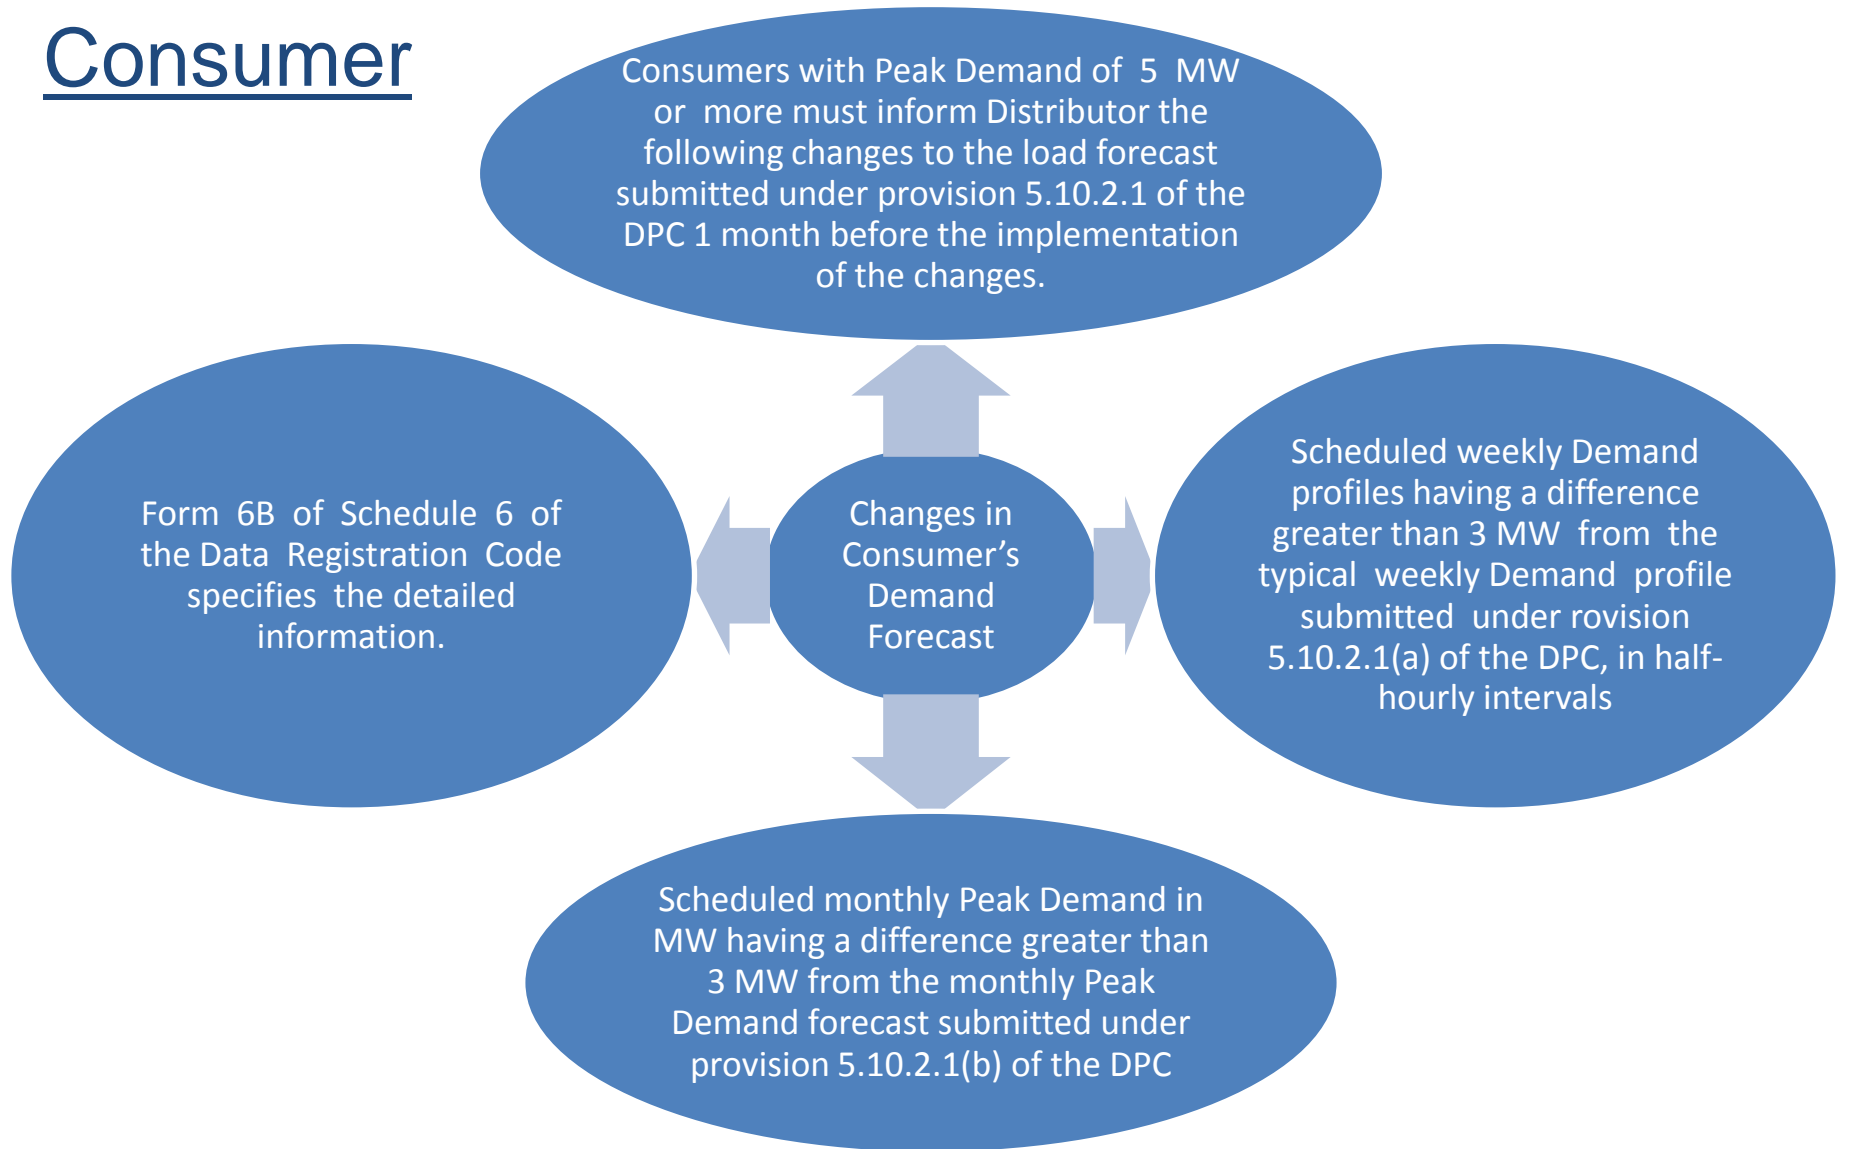 Consumer
Consumers with Peak Demand of 5 MW
or more must inform Distributor the
following changes to the load forecast
submitted under provision 5.10.2.1 of the
DPC 1 month before the implementation
of the changes.
Form 6B of Schedule 6 of
the Data Registration Code
specifies the detailed
information.
Changes in
Consumer’s
Demand
Forecast
Scheduled weekly Demand
profiles having a difference
greater than 3 MW from the
typical weekly Demand profile
submitted under rovision
5.10.2.1(a) of the DPC, in half-
hourly intervals
Scheduled monthly Peak Demand in
MW having a difference greater than
3 MW from the monthly Peak
Demand forecast submitted under
provision 5.10.2.1(b) of the DPC